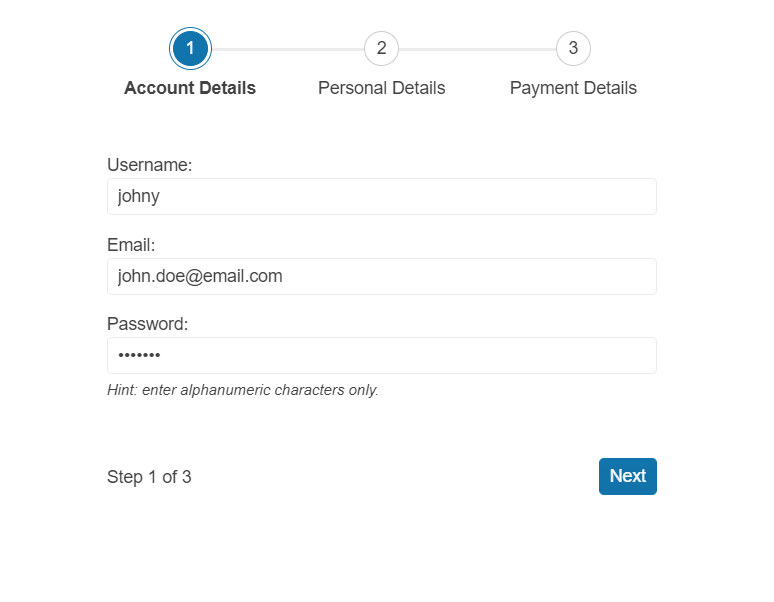 1 2 3
Account Details Personal Details Payment Details
Username:
johny
Email:
john.doe@email.com
Password:
•••••••
Hint: enter alphanumeric characters only.
Step 1 of 3 Next